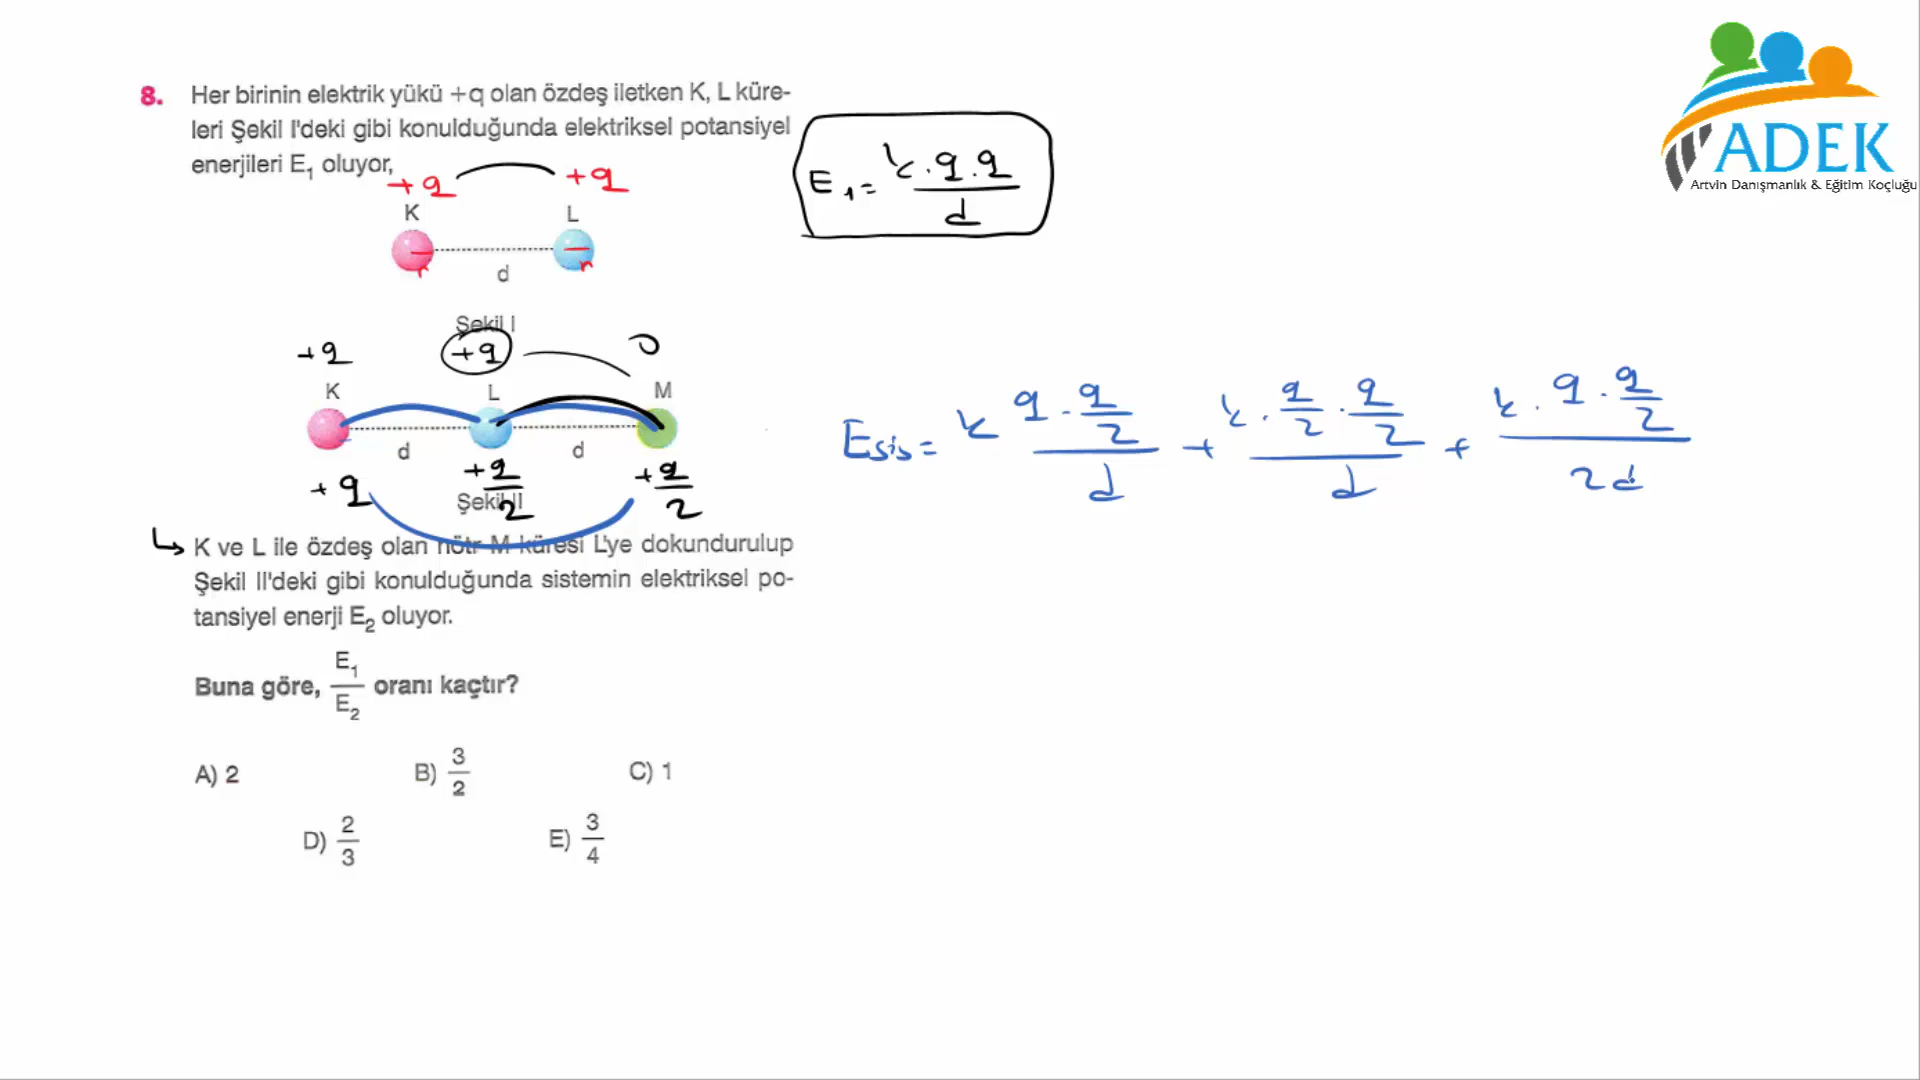 8. Her birinin elektrik yükü +q olan özdeş iletken K, L küre-
leri Şekil I'deki gibi konulduğunda elektriksel potansiyel
enerjileri E₁ oluyor,
+q +q
K L
r r
d
Şekil I
E₁ = k.q.q / d
+q +q 0
K L M
d d
+q +q/2 +q/2
Şekil II
Esis = k q.q/2 / d + k.q/2.q/2 / d + k.q.q/2 / 2d
K ve L ile özdeş olan nötr M küresi L'ye dokundurulup
Şekil II'deki gibi konulduğunda sistemin elektriksel po-
tansiyel enerji E₂ oluyor.
Buna göre, E₁/E₂ oranı kaçtır?
A) 2 B) 3/2 C) 1
D) 2/3 E) 3/4
ADEK
Artvin Danışmanlık & Eğitim Koçluğu